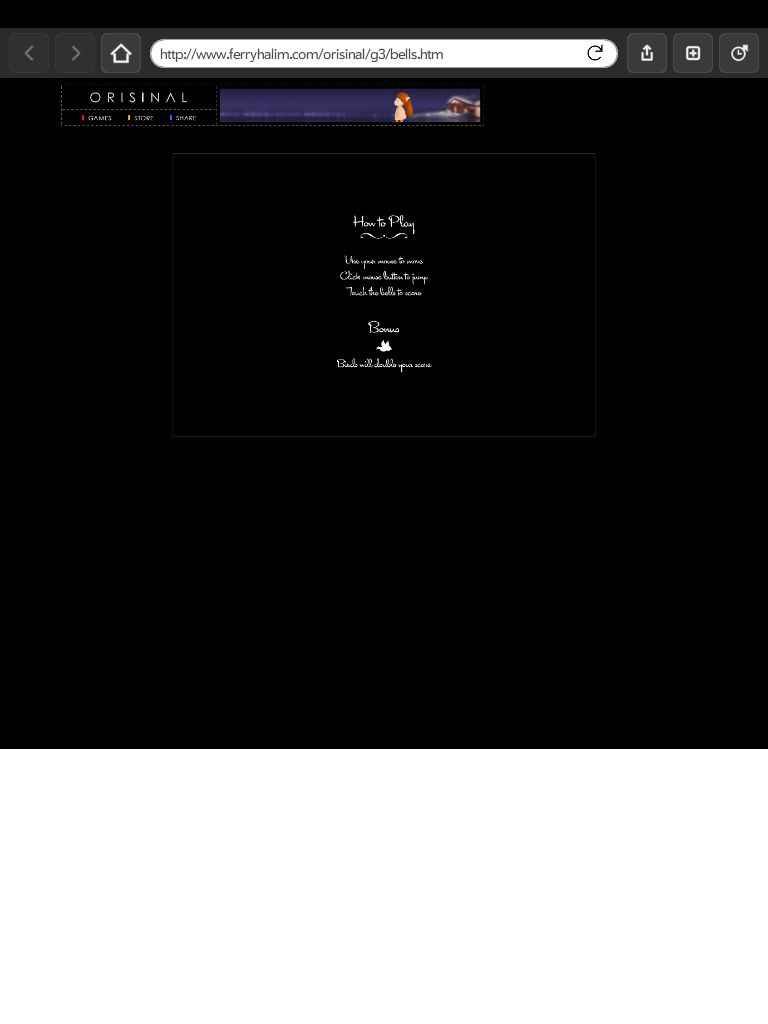 http://www.ferryhalim.com/orisinal/g3/bells.htm
ORISINAL
GAMES STORE SHARE
How to Play
Use your mouse to move
Click mouse button to jump
Touch the bells to score
Bonus
Birds will double your score